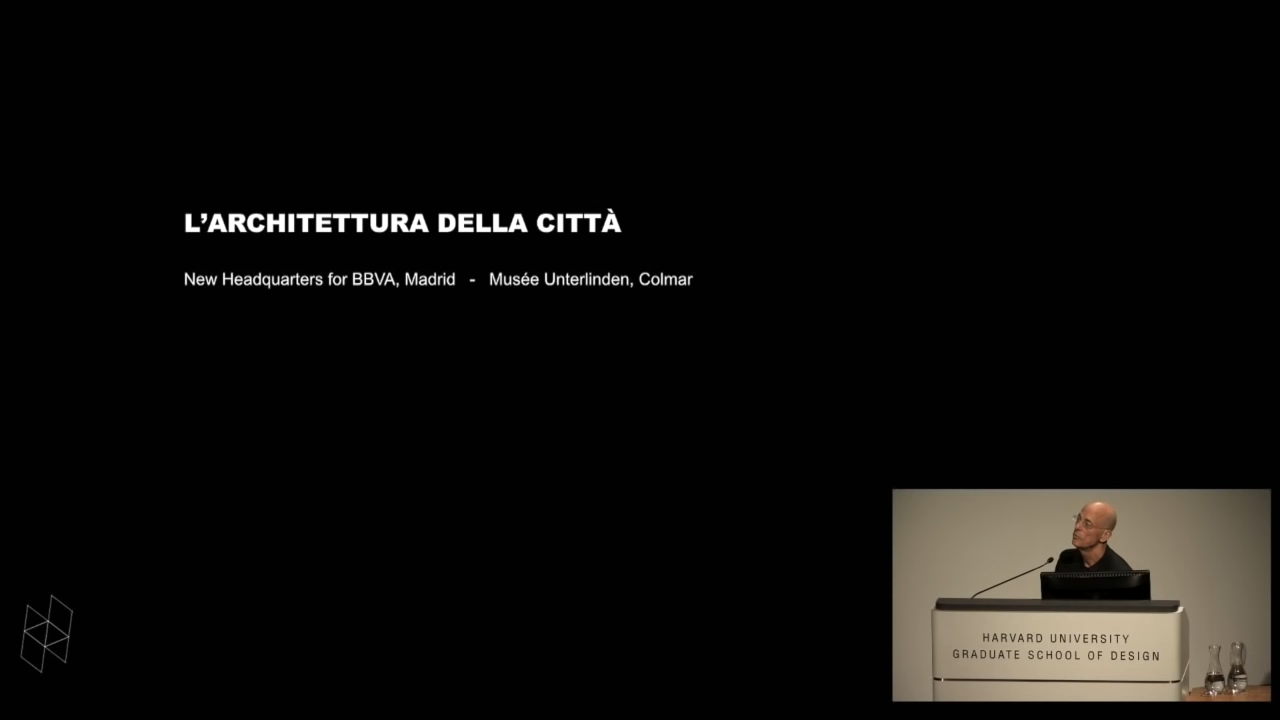 L’ARCHITETTURA DELLA CITTÀ
New Headquarters for BBVA, Madrid - Musée Unterlinden, Colmar
HARVARD UNIVERSITY
GRADUATE SCHOOL OF DESIGN